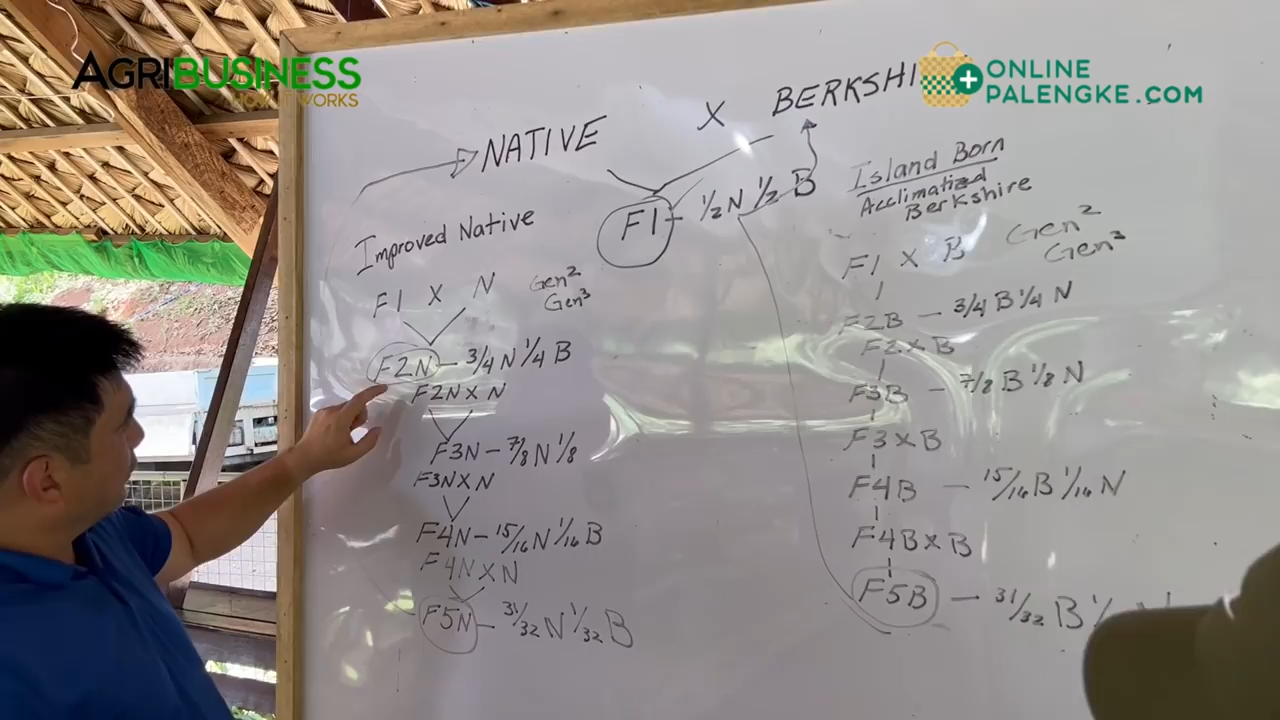 AGRIBUSINESS
HOW IT WORKS
ONLINE
PALENGKE.COM
NATIVE X BERKSHI
F1 - 1/2 N 1/2 B
Improved Native
F1 X N Gen2
Gen3
F2N - 3/4 N 1/4 B
F2N X N
F3N - 7/8 N 1/8
F3N X N
F4N - 15/16 N 1/16 B
F4N X N
F5N - 31/32 N 1/32 B
Island Born
Acclimatized
Berkshire
F1 X B Gen2
Gen3
F2B - 3/4 B 1/4 N
F2 X B
F3B - 7/8 B 1/8 N
F3 X B
F4B - 15/16 B 1/16 N
F4B X B
F5B - 31/32 B